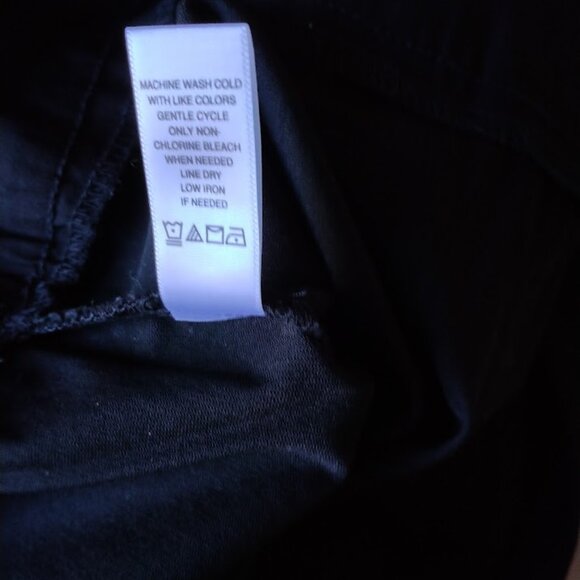 MACHINE WASH COLD
WITH LIKE COLORS
GENTLE CYCLE
ONLY NON-
CHLORINE BLEACH
WHEN NEEDED
LINE DRY
LOW IRON
IF NEEDED